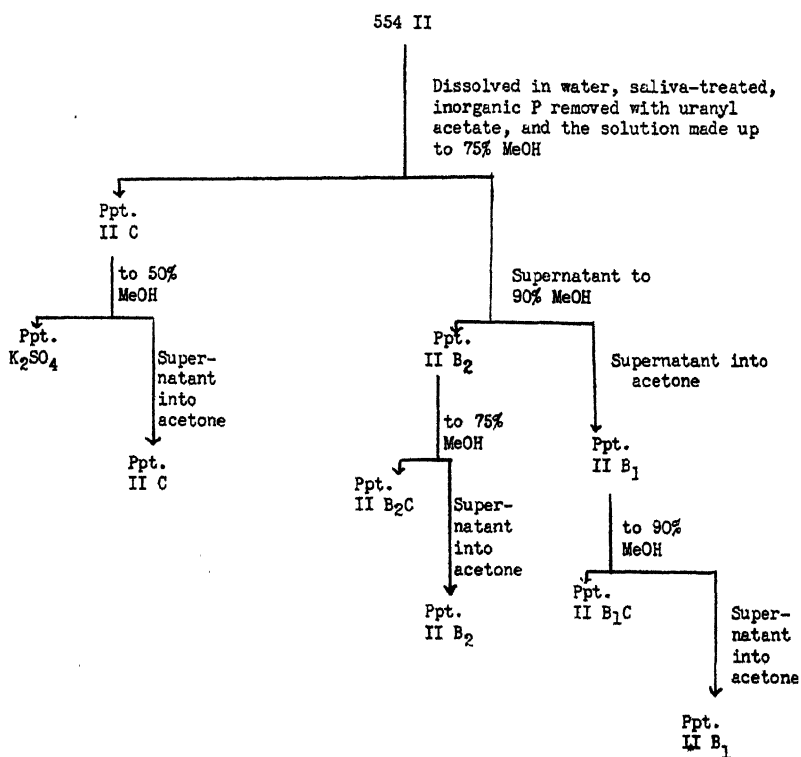 554 II
Dissolved in water, saliva-treated,
inorganic P removed with uranyl
acetate, and the solution made up
to 75% MeOH
Ppt.
II C
to 50%
MeOH
Ppt.
K2SO4
Super-
natant
into
acetone
Ppt.
II C
Supernatant to
90% MeOH
Ppt.
II B2
to 75%
MeOH
Ppt.
II B2C
Super-
natant
into
acetone
Ppt.
II B2
Supernatant into
acetone
Ppt.
II B1
to 90%
MeOH
Ppt.
II B1C
Super-
natant
into
acetone
Ppt.
II B1